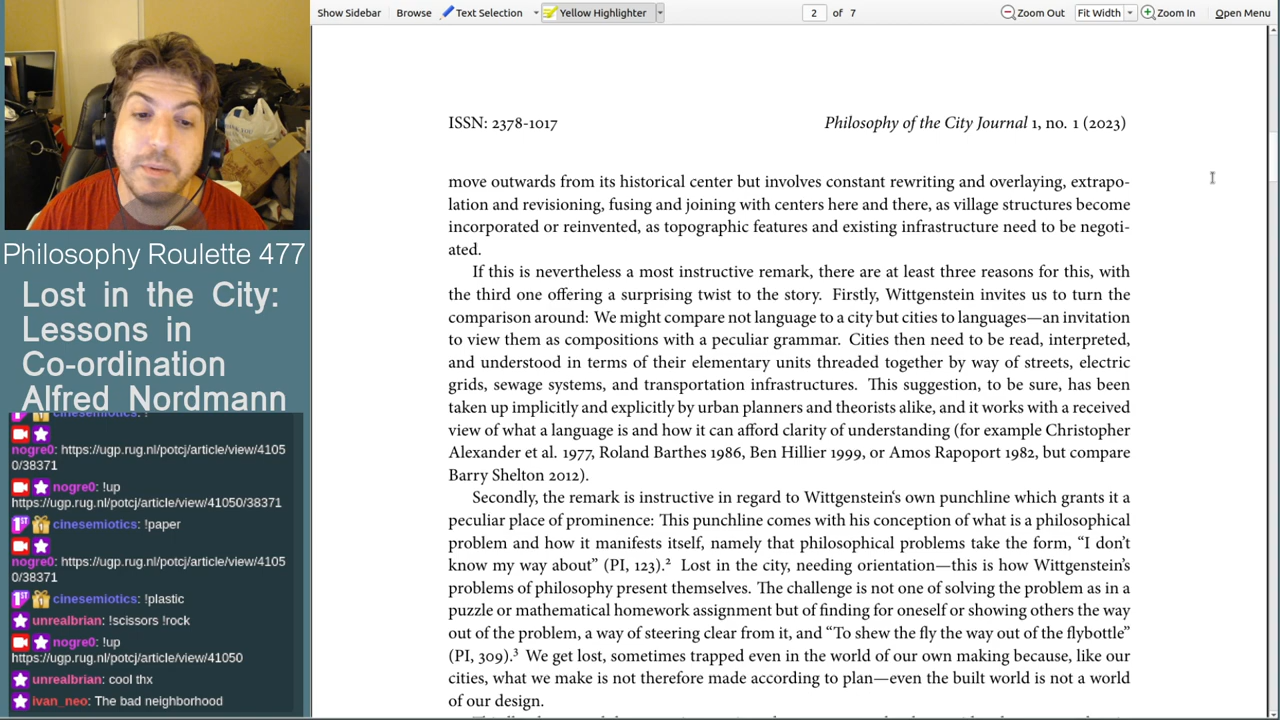 Show Sidebar Browse Text Selection Yellow Highlighter 2 of 7 Zoom Out Fit Width Zoom In Open Menu
ISSN: 2378-1017 Philosophy of the City Journal 1, no. 1 (2023)
move outwards from its historical center but involves constant rewriting and overlaying, extrapo-
lation and revisioning, fusing and joining with centers here and there, as village structures become
incorporated or reinvented, as topographic features and existing infrastructure need to be negoti-
ated.
If this is nevertheless a most instructive remark, there are at least three reasons for this, with
the third one offering a surprising twist to the story. Firstly, Wittgenstein invites us to turn the
comparison around: We might compare not language to a city but cities to languages—an invitation
to view them as compositions with a peculiar grammar. Cities then need to be read, interpreted,
and understood in terms of their elementary units threaded together by way of streets, electric
grids, sewage systems, and transportation infrastructures. This suggestion, to be sure, has been
taken up implicitly and explicitly by urban planners and theorists alike, and it works with a received
view of what a language is and how it can afford clarity of understanding (for example Christopher
Alexander et al. 1977, Roland Barthes 1986, Ben Hillier 1999, or Amos Rapoport 1982, but compare
Barry Shelton 2012).
Secondly, the remark is instructive in regard to Wittgenstein‘s own punchline which grants it a
peculiar place of prominence: This punchline comes with his conception of what is a philosophical
problem and how it manifests itself, namely that philosophical problems take the form, “I don’t
know my way about” (PI, 123).² Lost in the city, needing orientation—this is how Wittgenstein’s
problems of philosophy present themselves. The challenge is not one of solving the problem as in a
puzzle or mathematical homework assignment but of finding for oneself or showing others the way
out of the problem, a way of steering clear from it, and “To shew the fly the way out of the flybottle”
(PI, 309).³ We get lost, sometimes trapped even in the world of our own making because, like our
cities, what we make is not therefore made according to plan—even the built world is not a world
of our design.
Philosophy Roulette 477
Lost in the City:
Lessons in
Co-ordination
Alfred Nordmann
cinesemiotics: !
nogre0: https://ugp.rug.nl/potcj/article/view/4105
0/38371
nogre0: !up
https://ugp.rug.nl/potcj/article/view/41050/38371
cinesemiotics: !paper
nogre0: https://ugp.rug.nl/potcj/article/view/4105
0/38371
cinesemiotics: !plastic
unrealbrian: !scissors !rock
nogre0: !up
https://ugp.rug.nl/potcj/article/view/41050
unrealbrian: cool thx
ivan_neo: The bad neighborhood